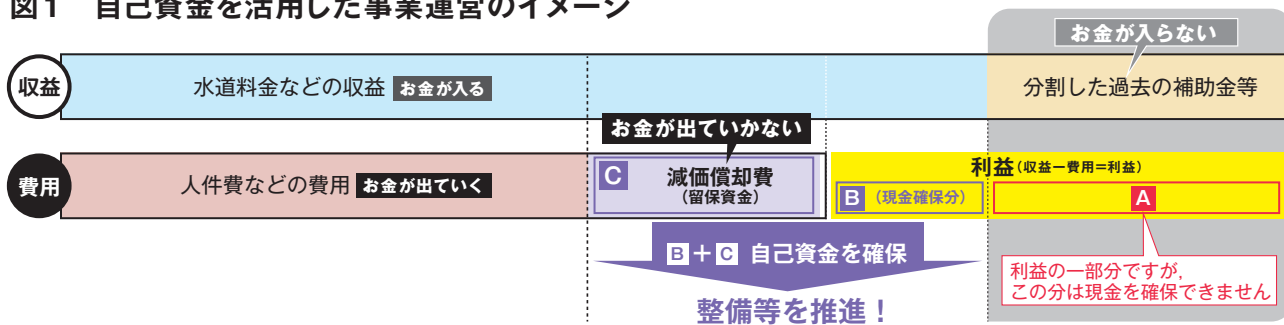 図1 自己資金を活用した事業運営のイメージ
お金が入らない
収益
水道料金などの収益 お金が入る
分割した過去の補助金等
お金が出ていかない
費用
人件費などの費用 お金が出ていく
C 減価償却費
(留保資金)
利益(収益ー費用=利益)
B (現金確保分)
A
B+C 自己資金を確保
整備等を推進!
利益の一部分ですが,
この分は現金を確保できません